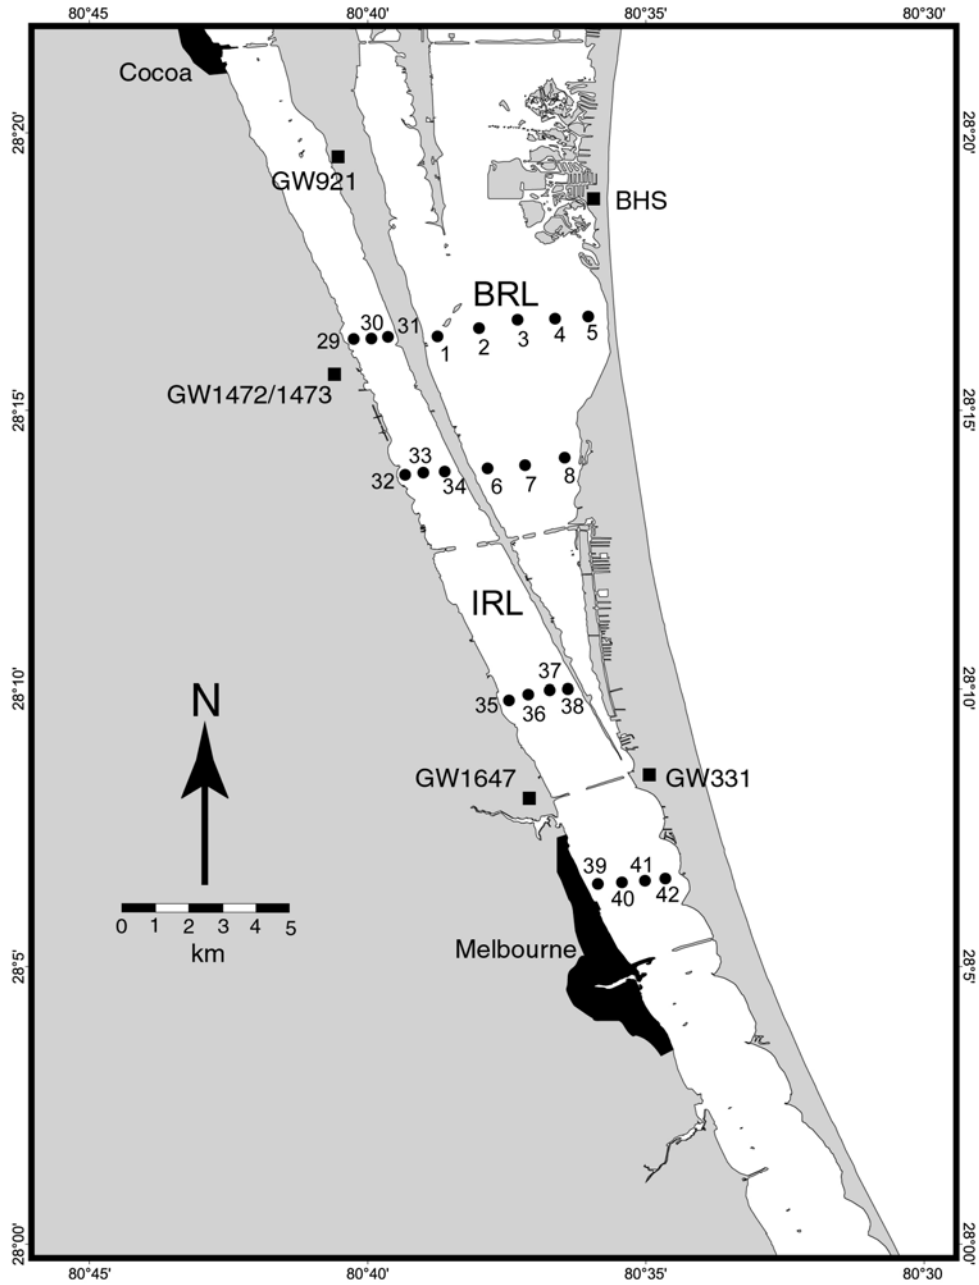 80°45' 80°40' 80°35' 80°30'
Cocoa
28°20' 28°20'
GW921
BHS
BRL
29 30 31 1 2 3 4 5
GW1472/1473
28°15' 28°15'
32 33 34 6 7 8
IRL
28°10' 28°10'
35 36 37 38
N
GW1647 GW331
39 40 41 42
0 1 2 3 4 5
km
Melbourne
28°5' 28°5'
28°00' 28°00'
80°45' 80°40' 80°35' 80°30'